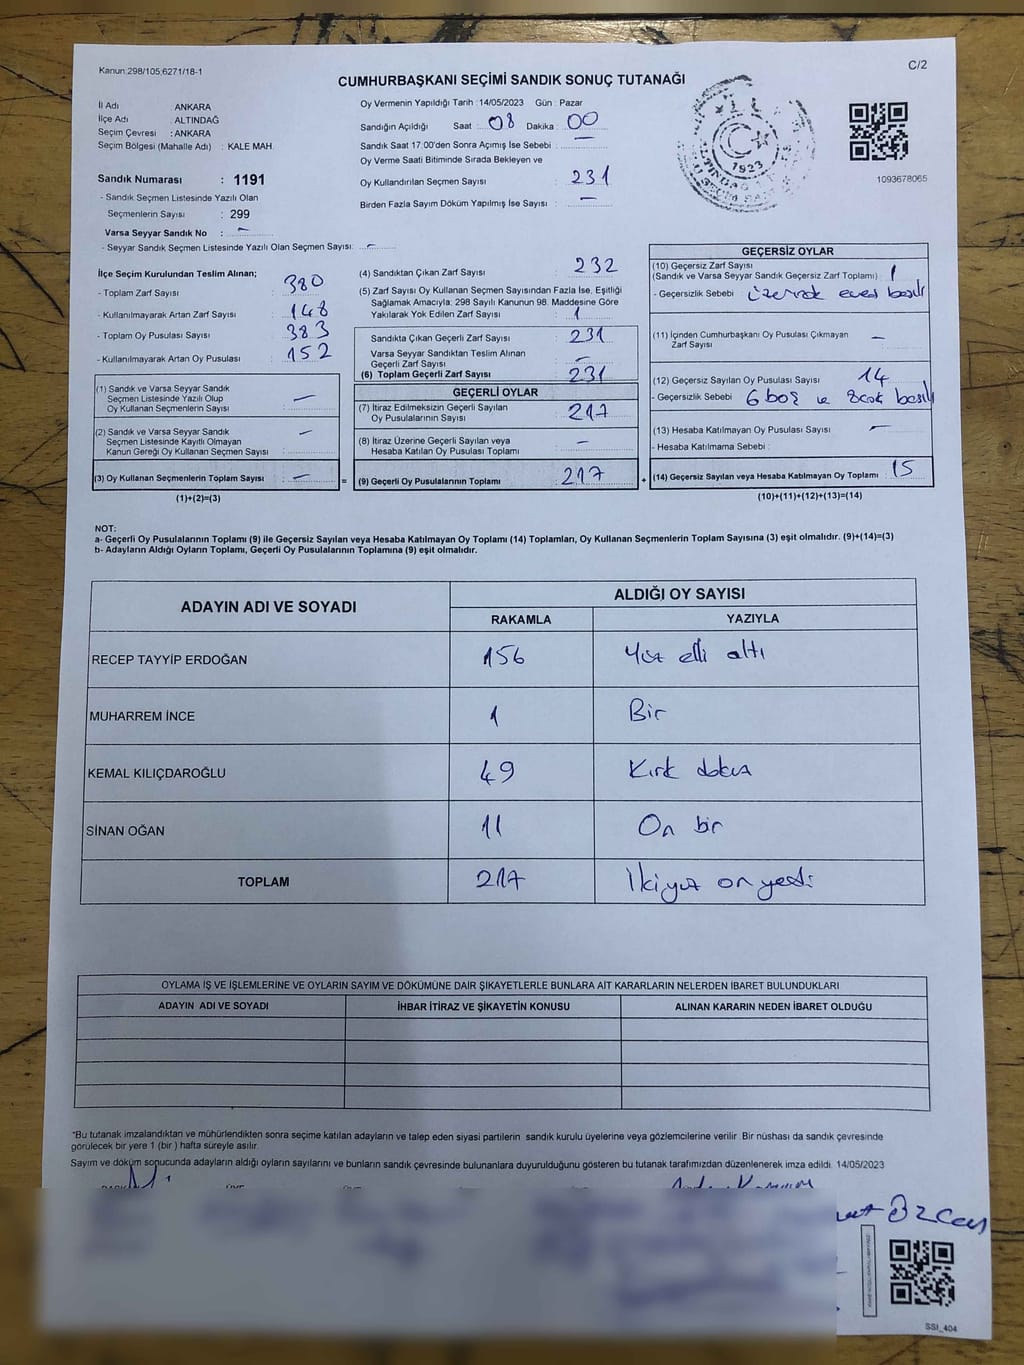 Kanun:298/105;6271/18-1
C/2
CUMHURBAŞKANI SEÇİMİ SANDIK SONUÇ TUTANAĞI
İl Adı : ANKARA
İlçe Adı : ALTINDAĞ
Seçim Çevresi : ANKARA
Seçim Bölgesi (Mahalle Adı) : KALE MAH.
Sandık Numarası : 1191
- Sandık Seçmen Listesinde Yazılı Olan
Seçmenlerin Sayısı : 299
Varsa Seyyar Sandık No : -
- Seyyar Sandık Seçmen Listesinde Yazılı Olan Seçmen Sayısı: -
Oy Vermenin Yapıldığı Tarih : 14/05/2023 Gün : Pazar
Sandığın Açıldığı Saat : 08 Dakika : 00
Sandık Saat 17:00'den Sonra Açılmış İse Sebebi : -
Oy Verme Saati Bitiminde Sırada Bekleyen ve
Oy Kullandırılan Seçmen Sayısı : 231
Birden Fazla Sayım Döküm Yapılmış İse Sayısı : -
1923
1093678065
İlçe Seçim Kurulundan Teslim Alınan;
- Toplam Zarf Sayısı : 380
- Kullanılmayarak Artan Zarf Sayısı : 148
- Toplam Oy Pusulası Sayısı : 383
- Kullanılmayarak Artan Oy Pusulası : 152
(1) Sandık ve Varsa Seyyar Sandık
Seçmen Listesinde Yazılı Olup
Oy Kullanan Seçmenlerin Sayısı : -
(2) Sandık ve Varsa Seyyar Sandık
Seçmen Listesinde Kayıtlı Olmayan
Kanun Gereği Oy Kullanan Seçmen Sayısı : -
(3) Oy Kullanan Seçmenlerin Toplam Sayısı : -
(1)+(2)=(3)
(4) Sandıktan Çıkan Zarf Sayısı : 232
(5) Zarf Sayısı Oy Kullanan Seçmen Sayısından Fazla İse, Eşitliği
Sağlamak Amacıyla; 298 Sayılı Kanunun 98. Maddesine Göre
Yakılarak Yok Edilen Zarf Sayısı : 1
Sandıkta Çıkan Geçerli Zarf Sayısı : 231
Varsa Seyyar Sandıktan Teslim Alınan
Geçerli Zarf Sayısı : -
(6) Toplam Geçerli Zarf Sayısı : 231
GEÇERLİ OYLAR
(7) İtiraz Edilmeksizin Geçerli Sayılan
Oy Pusulalarının Sayısı : 217
(8) İtiraz Üzerine Geçerli Sayılan veya
Hesaba Katılan Oy Pusulası Toplamı : -
= (9) Geçerli Oy Pusulalarının Toplamı : 217 +
GEÇERSİZ OYLAR
(10) Geçersiz Zarf Sayısı
(Sandık ve Varsa Seyyar Sandık Geçersiz Zarf Toplamı) : 1
- Geçersizlik Sebebi : üzerinde evet basılı
(11) İçinden Cumhurbaşkanı Oy Pusulası Çıkmayan
Zarf Sayısı : -
(12) Geçersiz Sayılan Oy Pusulası Sayısı : 14
- Geçersizlik Sebebi : 6 boş basılı
(13) Hesaba Katılmayan Oy Pusulası Sayısı : -
- Hesaba Katılmama Sebebi :
(14) Geçersiz Sayılan veya Hesaba Katılmayan Oy Toplamı : 15
(10)+(11)+(12)+(13)=(14)
NOT:
a- Geçerli Oy Pusulalarının Toplamı (9) ile Geçersiz Sayılan veya Hesaba Katılmayan Oy Toplamı (14) Toplamları, Oy Kullanan Seçmenlerin Toplam Sayısına (3) eşit olmalıdır. (9)+(14)=(3)
b- Adayların Aldığı Oyların Toplamı, Geçerli Oy Pusulalarının Toplamına (9) eşit olmalıdır.
ADAYIN ADI VE SOYADI ALDIĞI OY SAYISI
RAKAMLA YAZIYLA
RECEP TAYYİP ERDOĞAN 156 Yüz elli altı
MUHARREM İNCE 1 Bir
KEMAL KILIÇDAROĞLU 49 Kırk dokuz
SİNAN OĞAN 11 On bir
TOPLAM 217 İkiyüz onyedi
OYLAMA İŞ VE İŞLEMLERİNE VE OYLARIN SAYIM VE DÖKÜMÜNE DAİR ŞİKAYETLERLE BUNLARA AİT KARARLARIN NELERDEN İBARET BULUNDUKLARI
ADAYIN ADI VE SOYADI İHBAR İTİRAZ VE ŞİKAYETİN KONUSU ALINAN KARARIN NEDEN İBARET OLDUĞU
*Bu tutanak imzalandıktan ve mühürlendikten sonra seçime katılan adayların ve talep eden siyasi partilerin sandık kurulu üyelerine veya gözlemcilerine verilir. Bir nüshası da sandık çevresinde
görülecek bir yere 1 (bir) hafta süreyle asılır.
Sayım ve döküm sonucunda adayların aldığı oyların sayılarını ve bunların sandık çevresinde bulunanlara duyurulduğunu gösteren bu tutanak tarafımızdan düzenlenerek imza edildi. 14/05/2023
SSİ_404